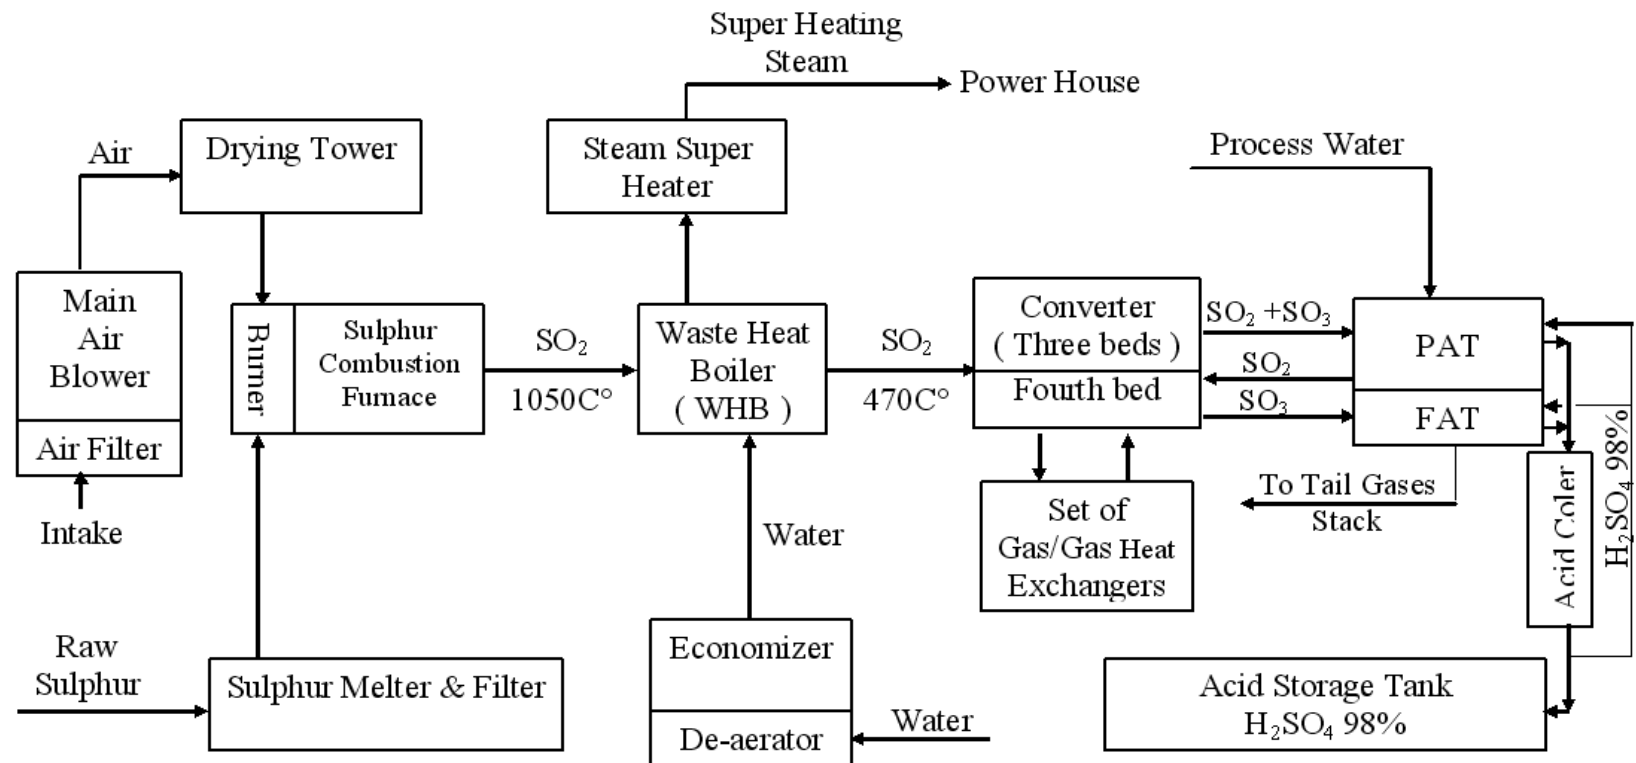 Super Heating
Steam
Power House
Drying Tower
Air
Steam Super
Heater
Process Water
Main
Air
Blower
Air Filter
Intake
Burner
Sulphur
Combustion
Furnace
SO₂
1050C°
Waste Heat
Boiler
( WHB )
SO₂
470C°
Converter
( Three beds )
Fourth bed
SO₂ +SO₃
SO₂
SO₃
PAT
FAT
To Tail Gases
Stack
Set of
Gas/Gas Heat
Exchangers
Acid Coler
H₂SO₄ 98%
Water
Raw
Sulphur
Sulphur Melter & Filter
Economizer
De-aerator
Water
Acid Storage Tank
H₂SO₄ 98%